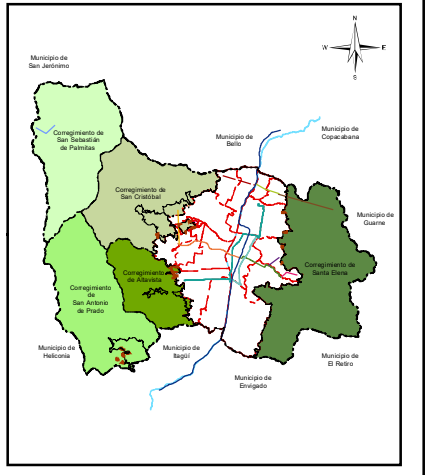 N
W
E
S
Municipio de
San Jerónimo
Corregimiento de
San Sebastián
de Palmitas
Municipio de
Bello
Municipio de
Copacabana
Corregimiento de
San Cristóbal
Municipio de
Guarne
Corregimiento de
Santa Elena
Corregimiento
de Altavista
Corregimiento
de
San Antonio
de Prado
Municipio de
Heliconia
Municipio de
Itagüí
Municipio de
El Retiro
Municipio de
Envigado